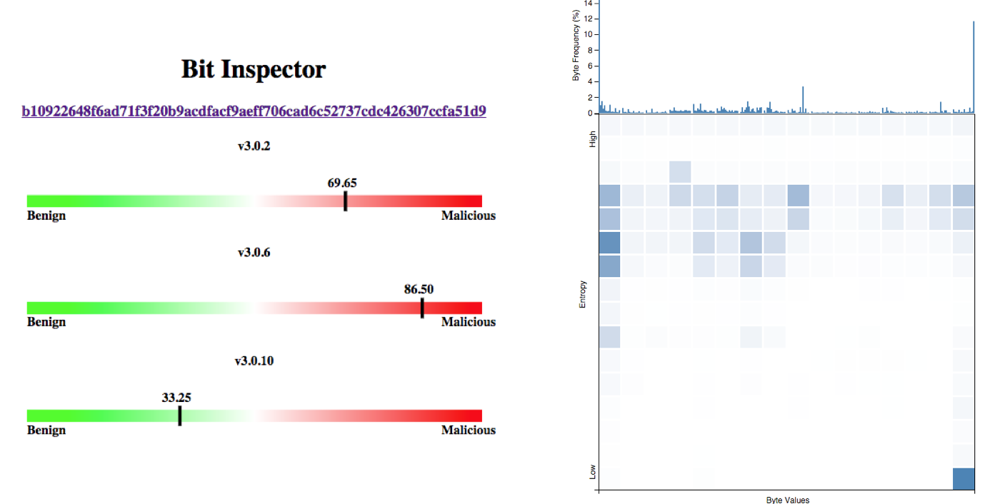 Bit Inspector
b10922648f6ad71f3f20b9acdfacf9aeff706cad6c52737cdc426307ccfa51d9
v3.0.2
69.65
Benign
Malicious
v3.0.6
86.50
Benign
Malicious
v3.0.10
33.25
Benign
Malicious
Byte Frequency (%)
14
12
10
8
6
4
2
0
High
Entropy
Low
Byte Values